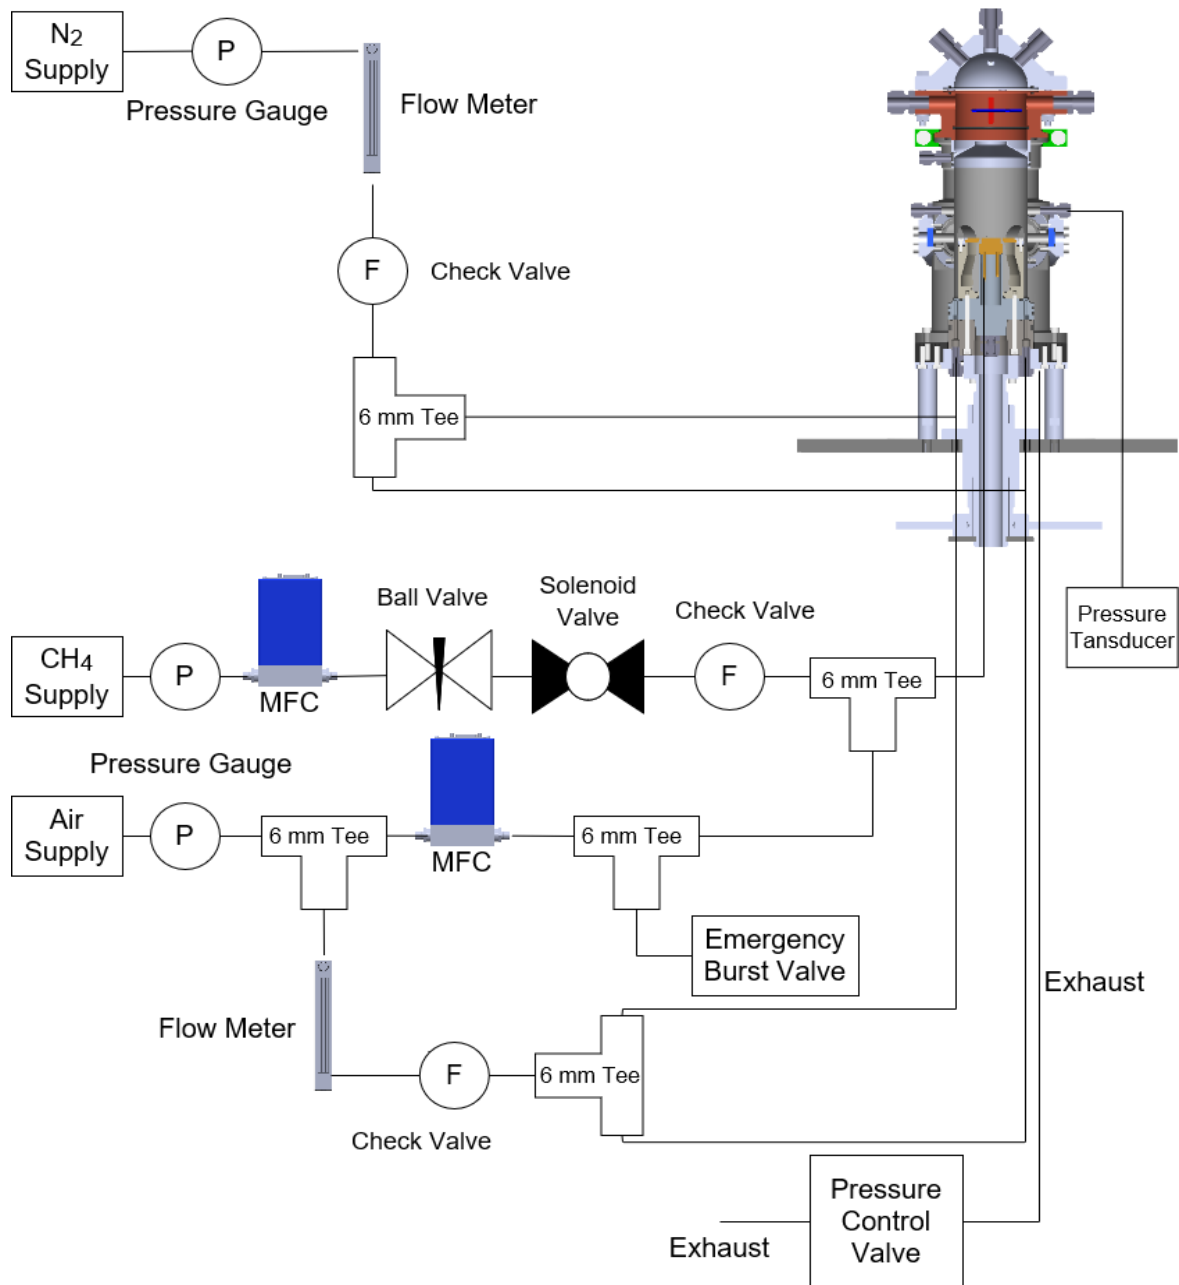 N2
Supply
P
Pressure Gauge
Flow Meter
F
Check Valve
6 mm Tee
Pressure
Tansducer
CH4
Supply
P
MFC
Ball Valve
Solenoid
Valve
Check Valve
F
6 mm Tee
Pressure Gauge
Air
Supply
P
6 mm Tee
MFC
6 mm Tee
Emergency
Burst Valve
Exhaust
Flow Meter
F
Check Valve
6 mm Tee
Pressure
Control
Valve
Exhaust